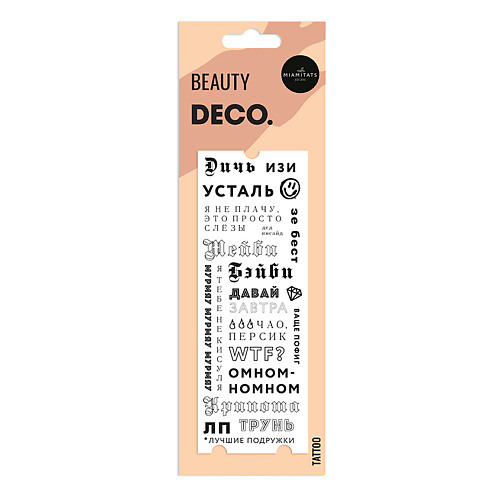 MIAMITATS
BEAUTY
DECO.
Дичь ИЗИ
УСТАЛЬ
зе бест
Я НЕ ПЛАЧУ,
ЭТО ПРОСТО
СЛЁЗЫ
дед
инсайд
Мейби
Бэйби
МУРМЯУ МУРМЯУ МУРМЯУ
Я ТЕБЕ НЕ КИСУЛЯ
ДАВАЙ
ЗАВТРА
ВАЩЕ ПОФИГ
ЧАО,
ПЕРСИК
WTF?
ОМНОМ-
НОМНОМ
Крипота
ЛП ТРУНЬ
*ЛУЧШИЕ ПОДРУЖКИ
TATTOO